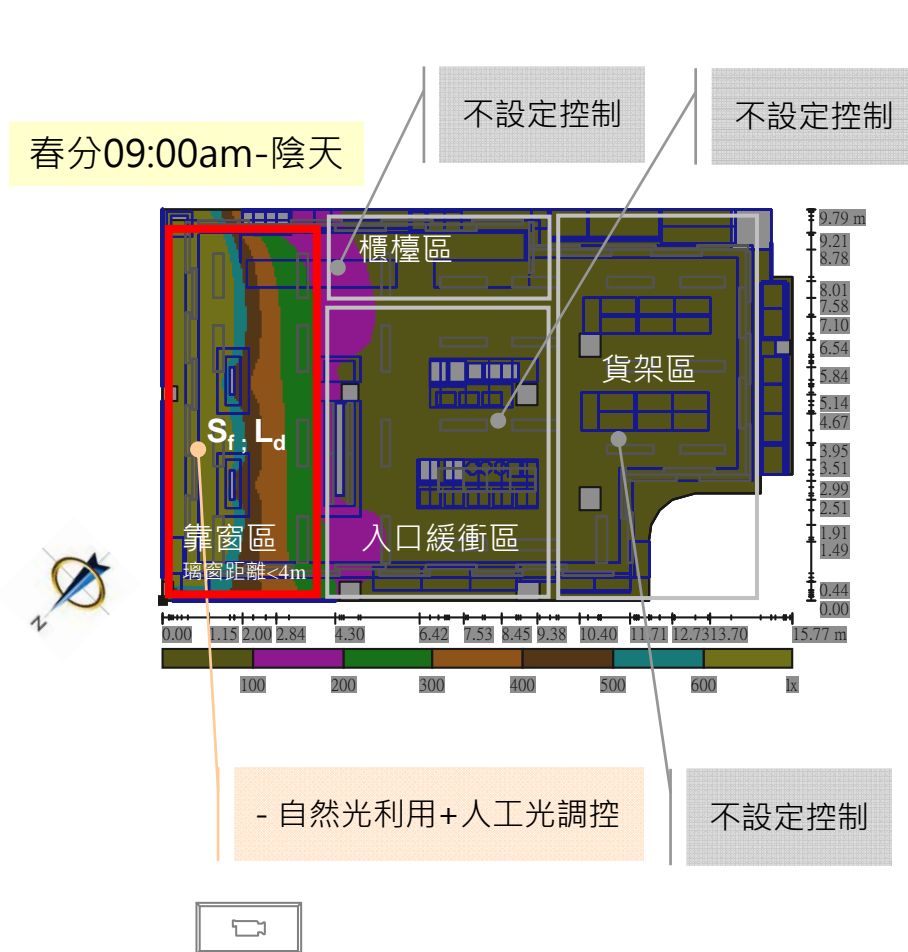 不設定控制
不設定控制
春分09:00am-陰天
櫃檯區
貨架區
Sf ; Ld
靠窗區
璃窗距離<4m
入口緩衝區
N
9.79 m
9.21
8.78
8.01
7.58
7.10
6.54
5.84
5.14
4.67
3.95
3.51
2.99
2.51
1.91
1.49
0.44
0.00
0.00 1.15 2.00 2.84 4.30 6.42 7.53 8.45 9.38 10.40 11.71 12.73 13.70 15.77 m
100 200 300 400 500 600 lx
- 自然光利用+人工光調控
不設定控制